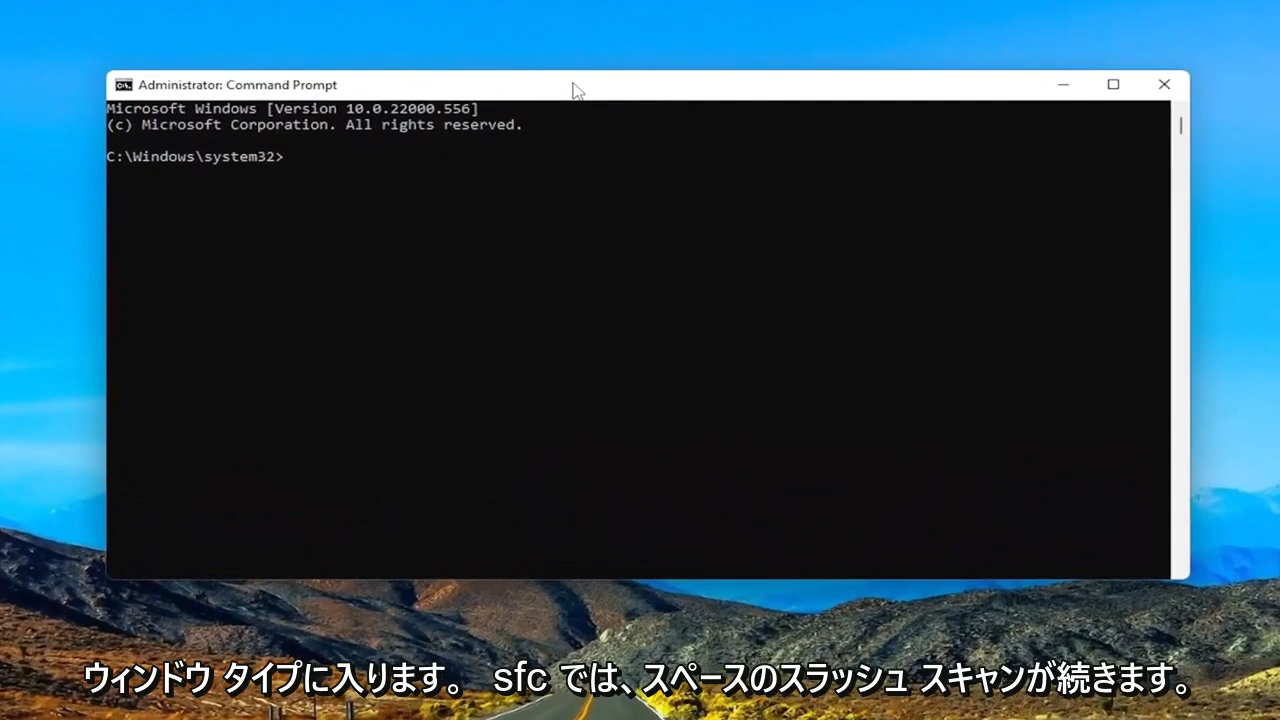 Administrator: Command Prompt
Microsoft Windows [Version 10.0.22000.556]
(c) Microsoft Corporation. All rights reserved.
C:\Windows\system32>
ウィンドウ タイプに入ります。 sfc では、スペースのスラッシュ スキャンが続きます。